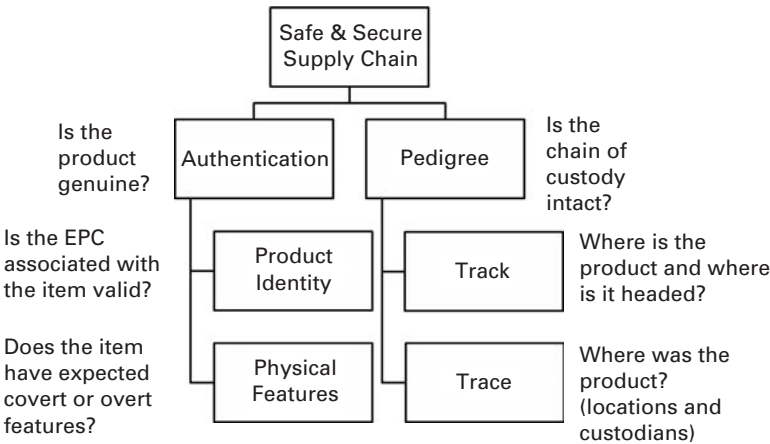 Safe & Secure
Supply Chain
Is the
product
genuine?
Authentication
Pedigree
Is the
chain of
custody
intact?
Is the EPC
associated with
the item valid?
Product
Identity
Track
Where is the
product and where
is it headed?
Does the item
have expected
covert or overt
features?
Physical
Features
Trace
Where was the
product?
(locations and
custodians)